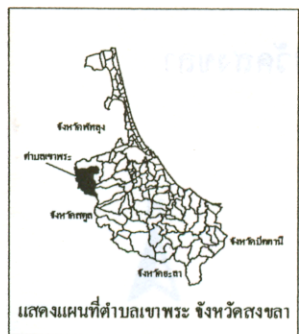 จังหวัดพัทลุง
ตำบลเขาพระ
จังหวัดสตูล
จังหวัดปัตตานี
จังหวัดยะลา
แสดงแผนที่ตำบลเขาพระ จังหวัดสงขลา